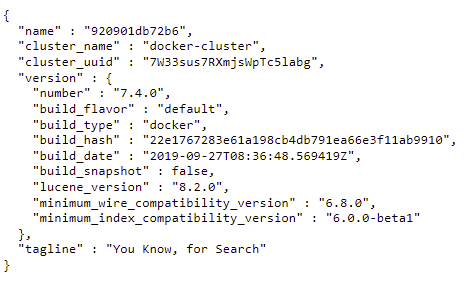 {
"name" : "920901db72b6",
"cluster_name" : "docker-cluster",
"cluster_uuid" : "7W33sus7RXmjsWpTc5labg",
"version" : {
"number" : "7.4.0",
"build_flavor" : "default",
"build_type" : "docker",
"build_hash" : "22e1767283e61a198cb4db791ea66e3f11ab9910",
"build_date" : "2019-09-27T08:36:48.569419Z",
"build_snapshot" : false,
"lucene_version" : "8.2.0",
"minimum_wire_compatibility_version" : "6.8.0",
"minimum_index_compatibility_version" : "6.0.0-beta1"
},
"tagline" : "You Know, for Search"
}